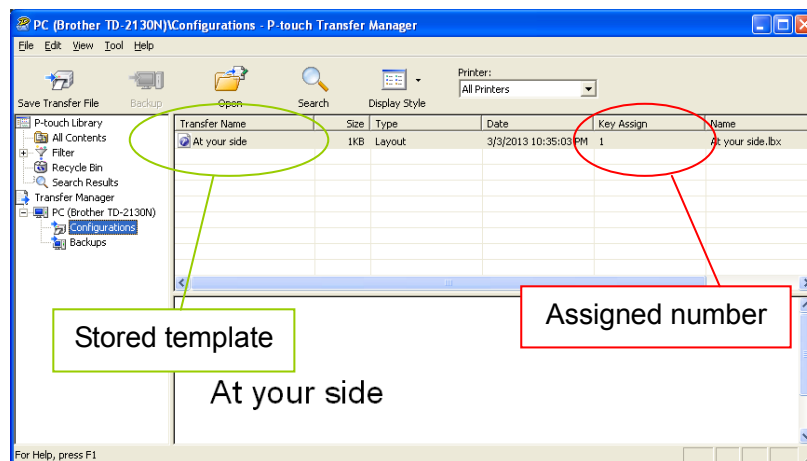 PC (Brother TD-2130N)\Configurations - P-touch Transfer Manager
File Edit View Tool Help
Save Transfer File Backup Open Search Display Style Printer:
All Printers
P-touch Library
All Contents
Filter
Recycle Bin
Search Results
Transfer Manager
PC (Brother TD-2130N)
Configurations
Backups
Transfer Name Size Type Date Key Assign Name
At your side 1KB Layout 3/3/2013 10:35:03 PM 1 At your side.lbx
Stored template
Assigned number
At your side
For Help, press F1